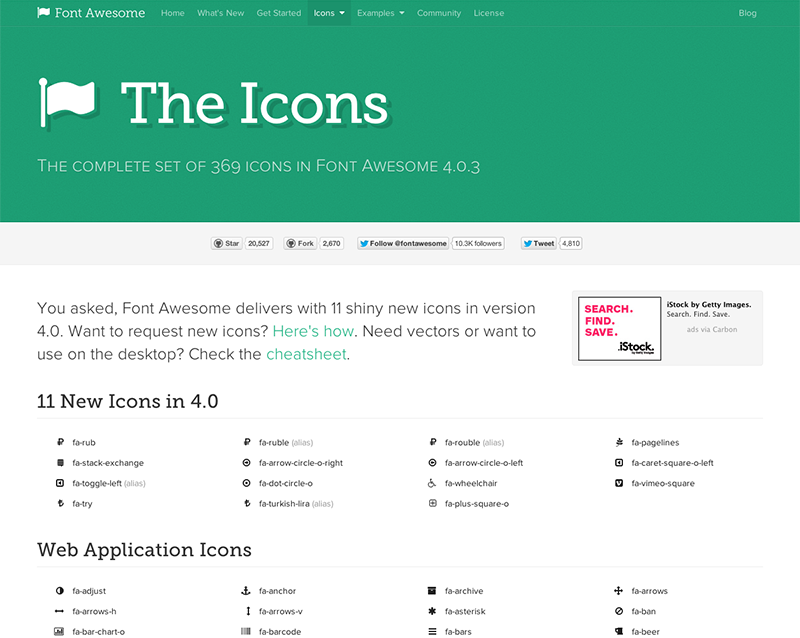 Font Awesome Home What's New Get Started Icons Examples Community License Blog
The Icons
The complete set of 369 icons in Font Awesome 4.0.3
Star 20,527 Fork 2,670 Follow @fontawesome 10.3K followers Tweet 4,810
You asked, Font Awesome delivers with 11 shiny new icons in version
4.0. Want to request new icons? Here's how. Need vectors or want to
use on the desktop? Check the cheatsheet.
SEARCH.
FIND.
SAVE.
iStock.
by Getty Images
iStock by Getty Images.
Search. Find. Save.
ads via Carbon
11 New Icons in 4.0
fa-rub fa-ruble (alias) fa-rouble (alias) fa-pagelines
fa-stack-exchange fa-arrow-circle-o-right fa-arrow-circle-o-left fa-caret-square-o-left
fa-toggle-left (alias) fa-dot-circle-o fa-wheelchair fa-vimeo-square
fa-try fa-turkish-lira (alias) fa-plus-square-o
Web Application Icons
fa-adjust fa-anchor fa-archive fa-arrows
fa-arrows-h fa-arrows-v fa-asterisk fa-ban
fa-bar-chart-o fa-barcode fa-bars fa-beer